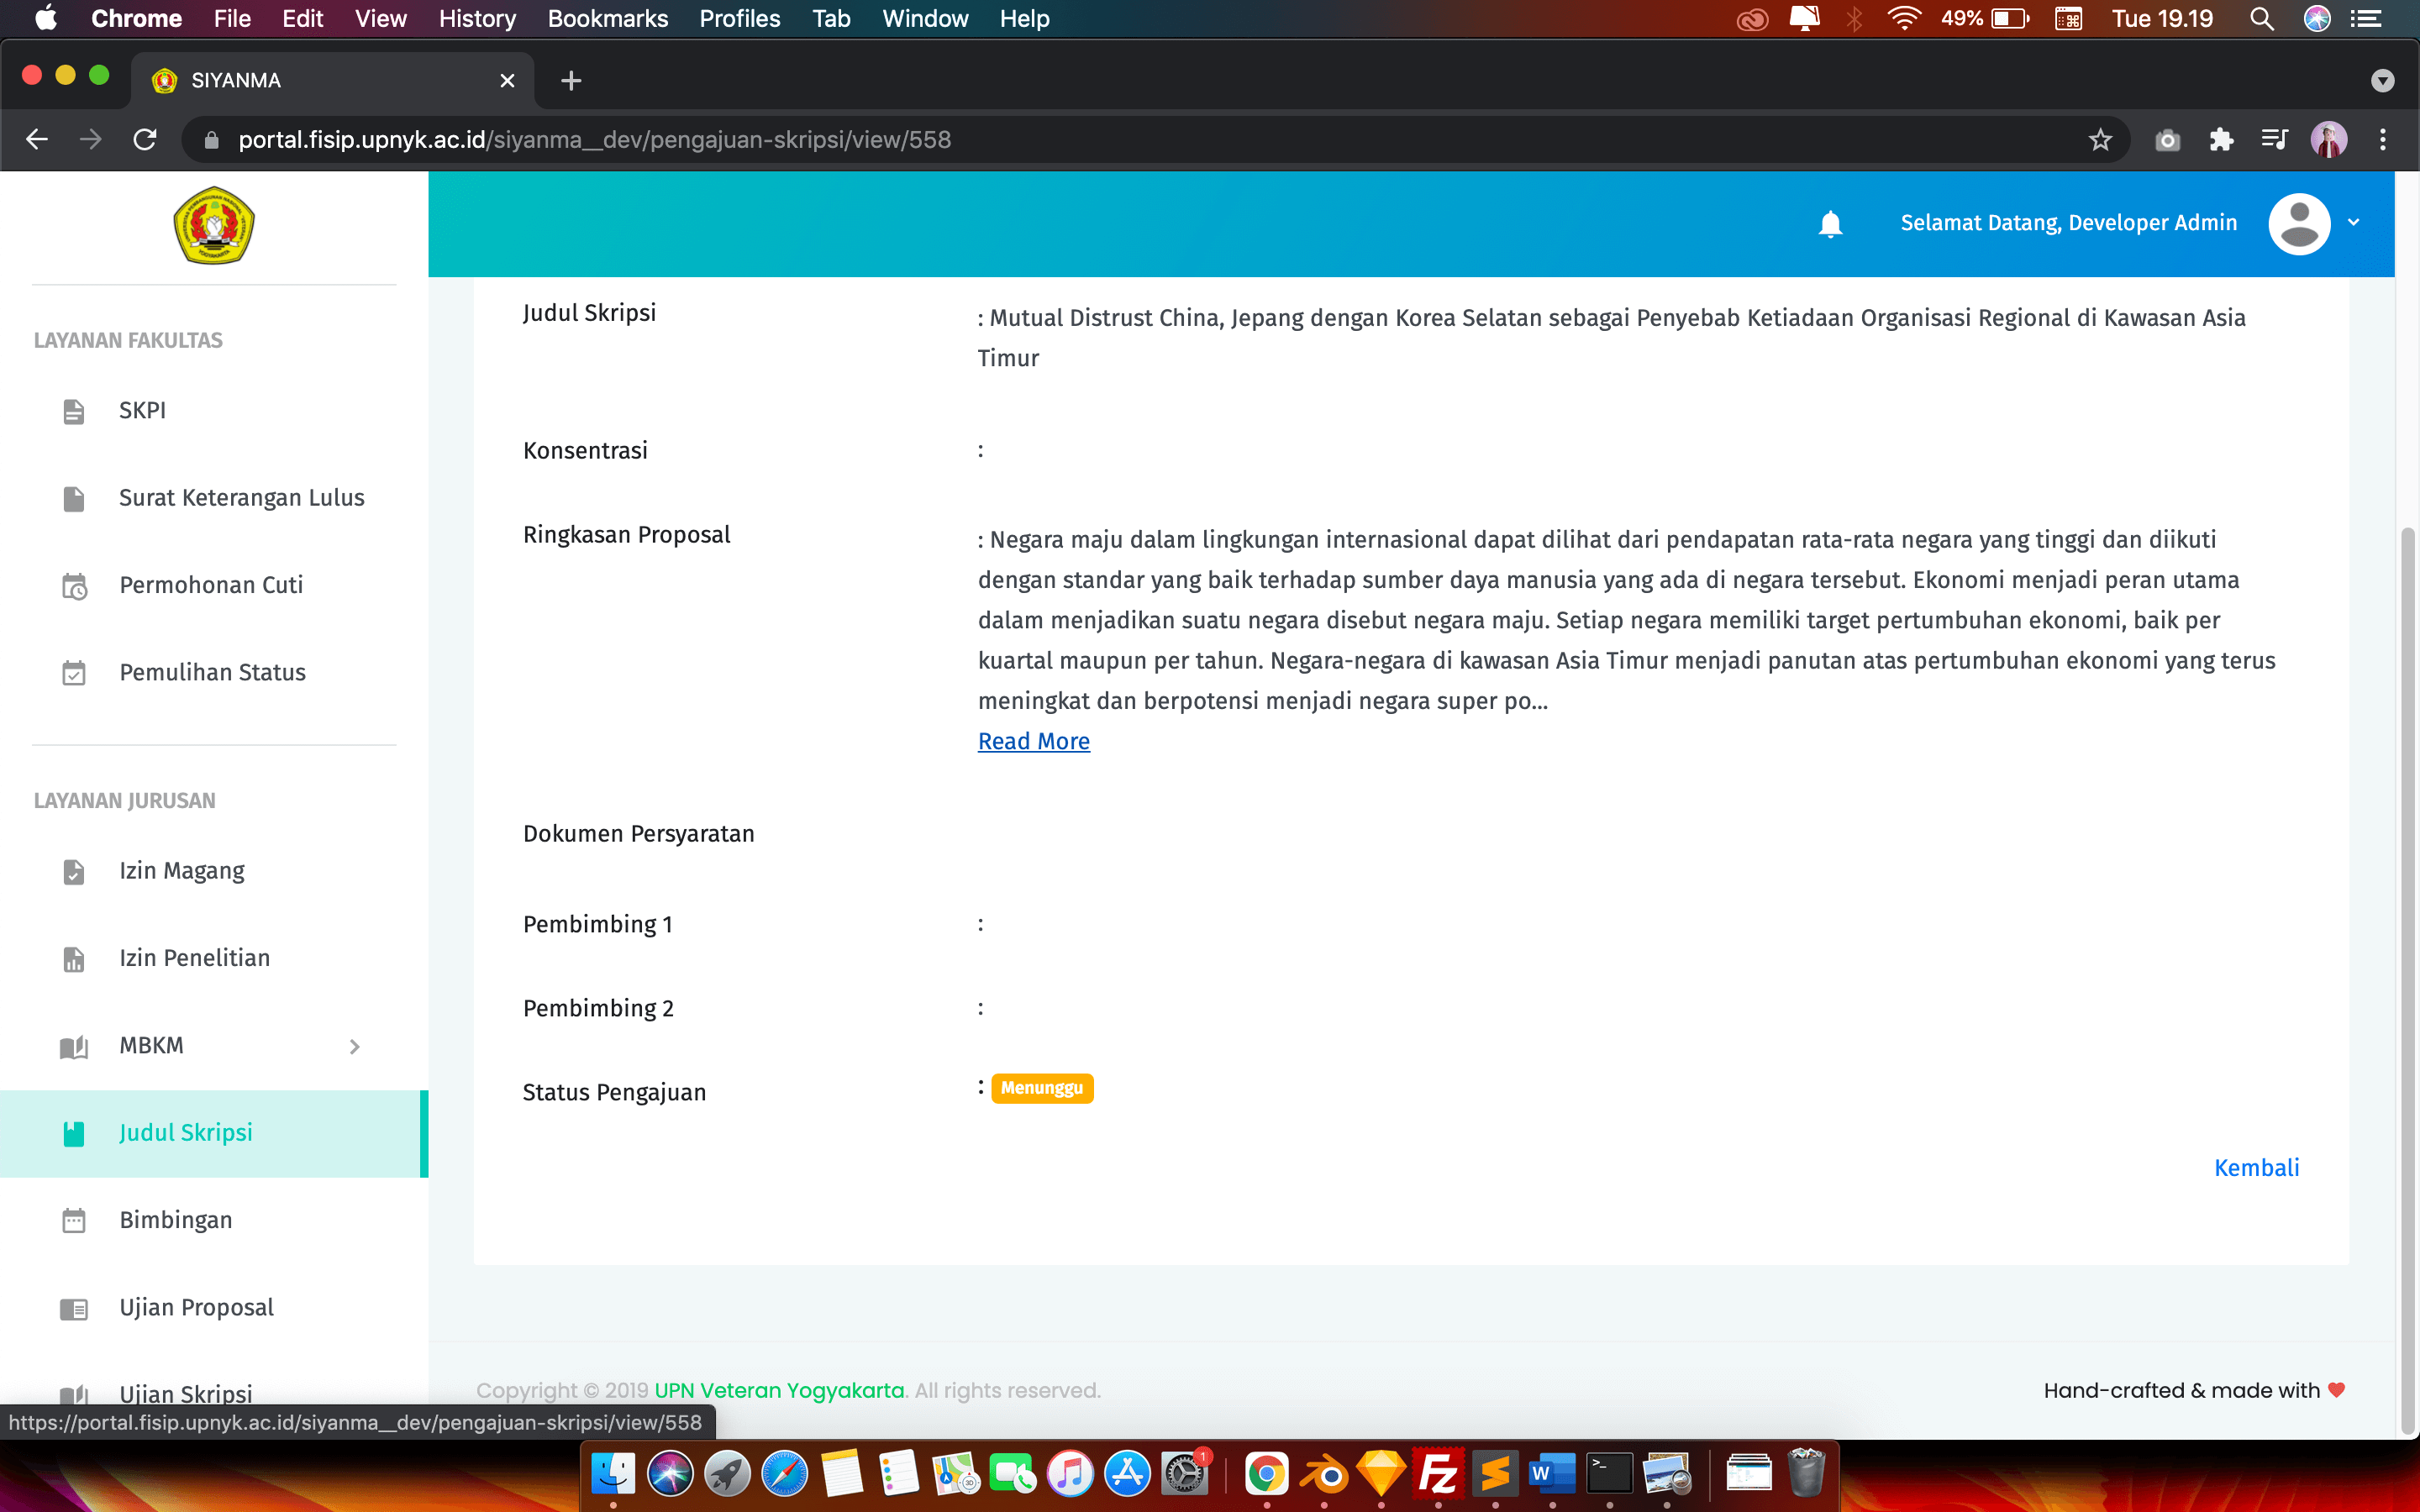 Chrome File Edit View History Bookmarks Profiles Tab Window Help 49% Tue 19.19
SIYANMA
portal.fisip.upnyk.ac.id/siyanma__dev/pengajuan-skripsi/view/558
Selamat Datang, Developer Admin
LAYANAN FAKULTAS
SKPI
Surat Keterangan Lulus
Permohonan Cuti
Pemulihan Status
LAYANAN JURUSAN
Izin Magang
Izin Penelitian
MBKM
Judul Skripsi
Bimbingan
Ujian Proposal
Ujian Skripsi
Judul Skripsi
: Mutual Distrust China, Jepang dengan Korea Selatan sebagai Penyebab Ketiadaan Organisasi Regional di Kawasan Asia
Timur
Konsentrasi :
Ringkasan Proposal
: Negara maju dalam lingkungan internasional dapat dilihat dari pendapatan rata-rata negara yang tinggi dan diikuti
dengan standar yang baik terhadap sumber daya manusia yang ada di negara tersebut. Ekonomi menjadi peran utama
dalam menjadikan suatu negara disebut negara maju. Setiap negara memiliki target pertumbuhan ekonomi, baik per
kuartal maupun per tahun. Negara-negara di kawasan Asia Timur menjadi panutan atas pertumbuhan ekonomi yang terus
meningkat dan berpotensi menjadi negara super po...
Read More
Dokumen Persyaratan
Pembimbing 1 :
Pembimbing 2 :
Status Pengajuan : Menunggu
Kembali
Copyright © 2019 UPN Veteran Yogyakarta. All rights reserved.
Hand-crafted & made with
https://portal.fisip.upnyk.ac.id/siyanma__dev/pengajuan-skripsi/view/558